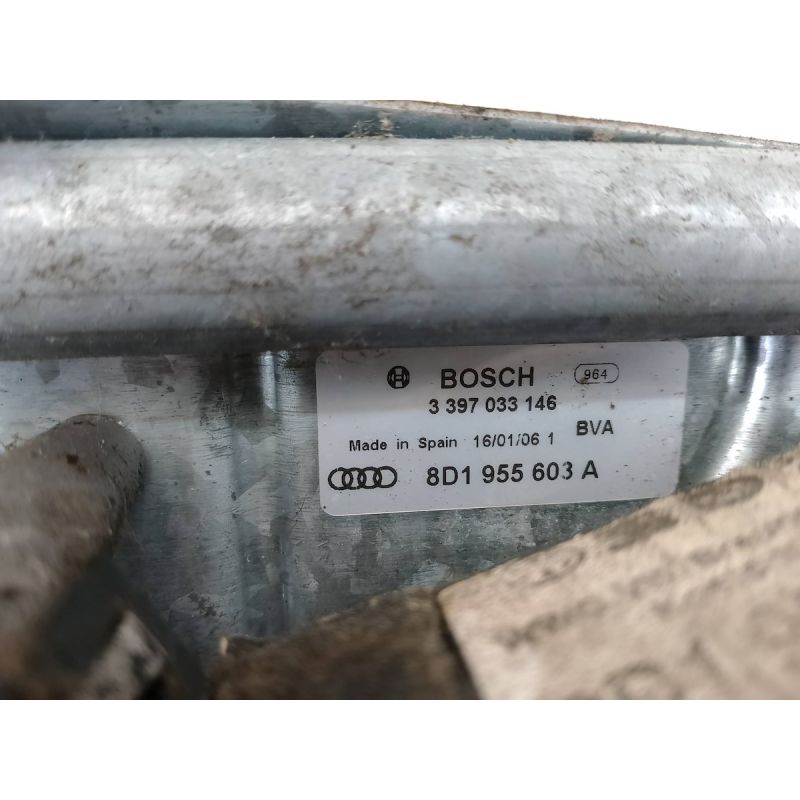 BOSCH 964
3 397 033 146
Made in Spain 16/01/06 1 BVA
8D1 955 603 A